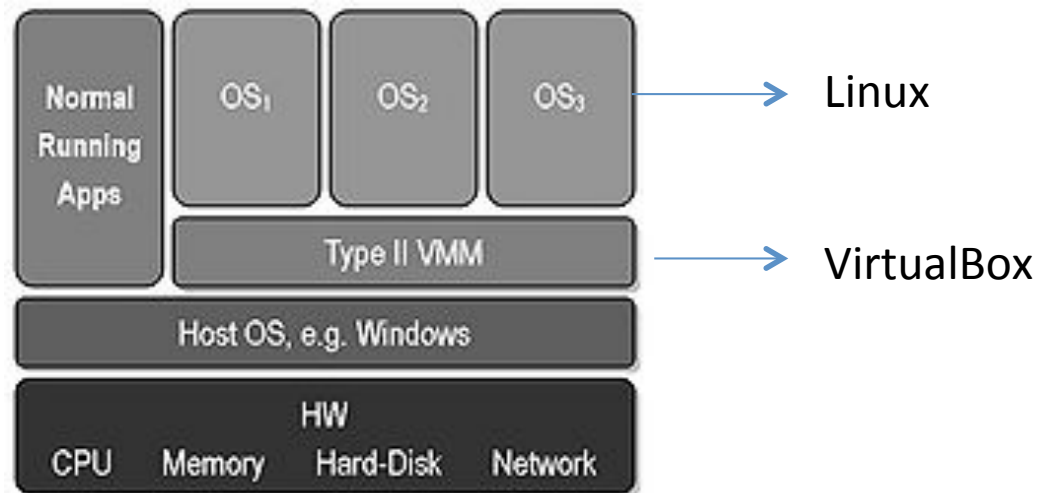 Normal
Running
Apps
OS₁
OS₂
OS₃
Linux
Type II VMM
VirtualBox
Host OS, e.g. Windows
HW
CPU Memory Hard-Disk Network